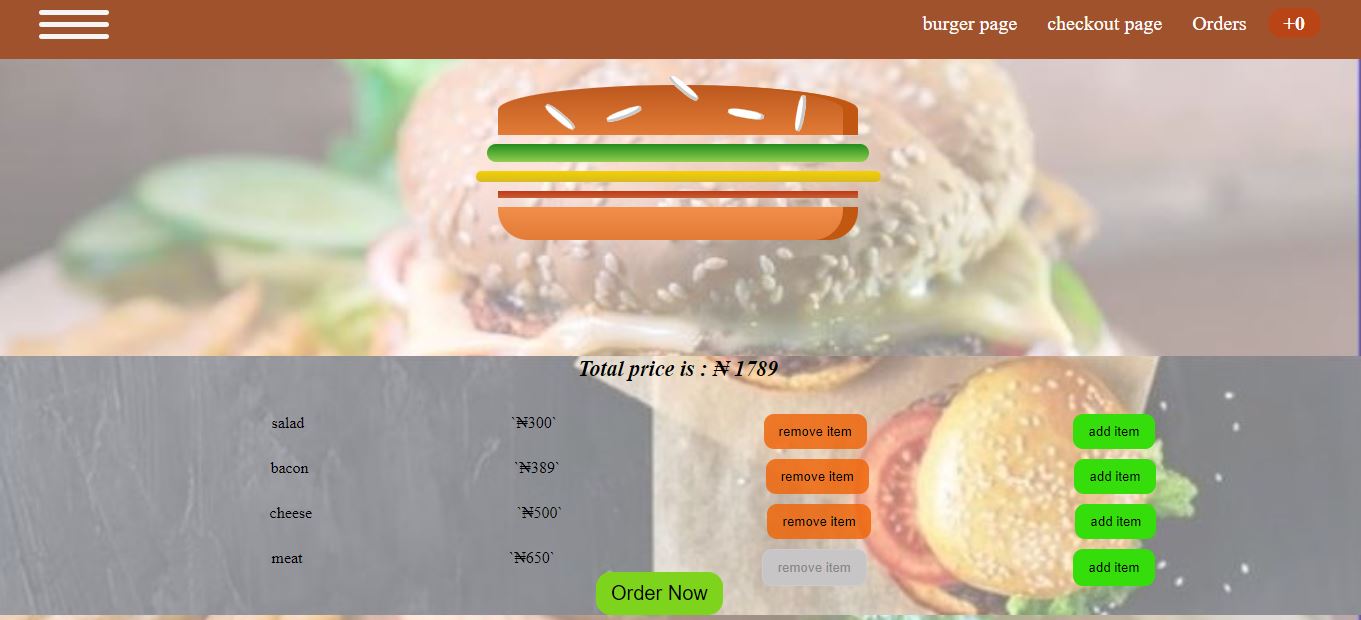 burger page checkout page Orders +0
Total price is : ₦ 1789
salad `₦300` remove item add item
bacon `₦389` remove item add item
cheese `₦500` remove item add item
meat `₦650` remove item add item
Order Now